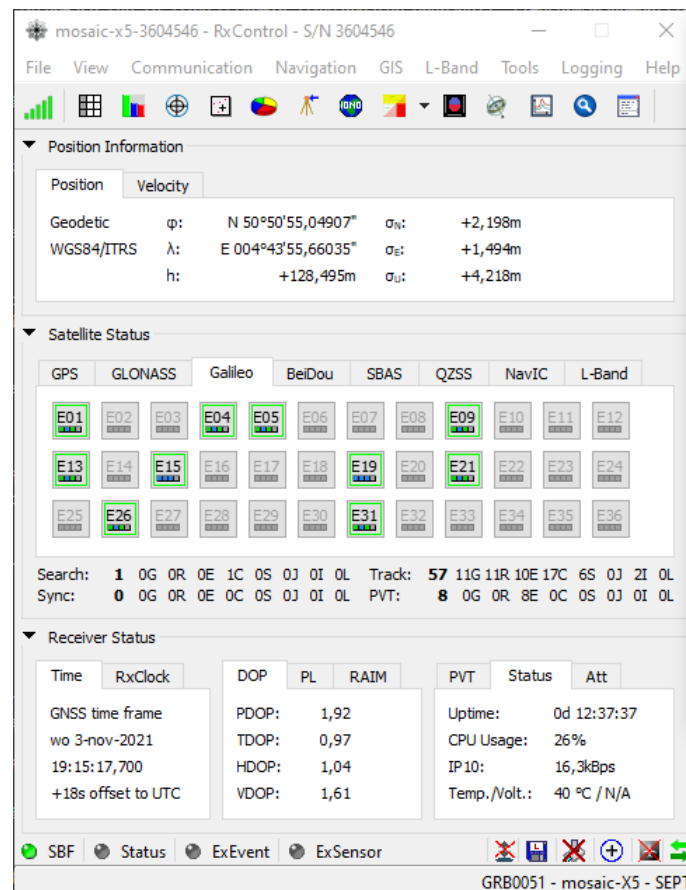 mosaic-x5-3604546 - RxControl - S/N 3604546
File View Communication Navigation GIS L-Band Tools Logging Help
IONO
Position Information
Position Velocity
Geodetic φ: N 50°50'55,04907" σN: +2,198m
WGS84/ITRS λ: E 004°43'55,66035" σE: +1,494m
h: +128,495m σU: +4,218m
Satellite Status
GPS GLONASS Galileo BeiDou SBAS QZSS NavIC L-Band
E01 E02 E03 E04 E05 E06 E07 E08 E09 E10 E11 E12
E13 E14 E15 E16 E17 E18 E19 E20 E21 E22 E23 E24
E25 E26 E27 E28 E29 E30 E31 E32 E33 E34 E35 E36
Search: 1 0G 0R 0E 1C 0S 0J 0I 0L Track: 57 11G 11R 10E 17C 6S 0J 2I 0L
Sync: 0 0G 0R 0E 0C 0S 0J 0I 0L PVT: 8 0G 0R 8E 0C 0S 0J 0I 0L
Receiver Status
Time RxClock DOP PL RAIM PVT Status Att
GNSS time frame PDOP: 1,92 Uptime: 0d 12:37:37
wo 3-nov-2021 TDOP: 0,97 CPU Usage: 26%
19:15:17,700 HDOP: 1,04 IP10: 16,3kBps
+18s offset to UTC VDOP: 1,61 Temp./Volt.: 40 °C / N/A
SBF Status ExEvent ExSensor
GRB0051 - mosaic-X5 - SEPT